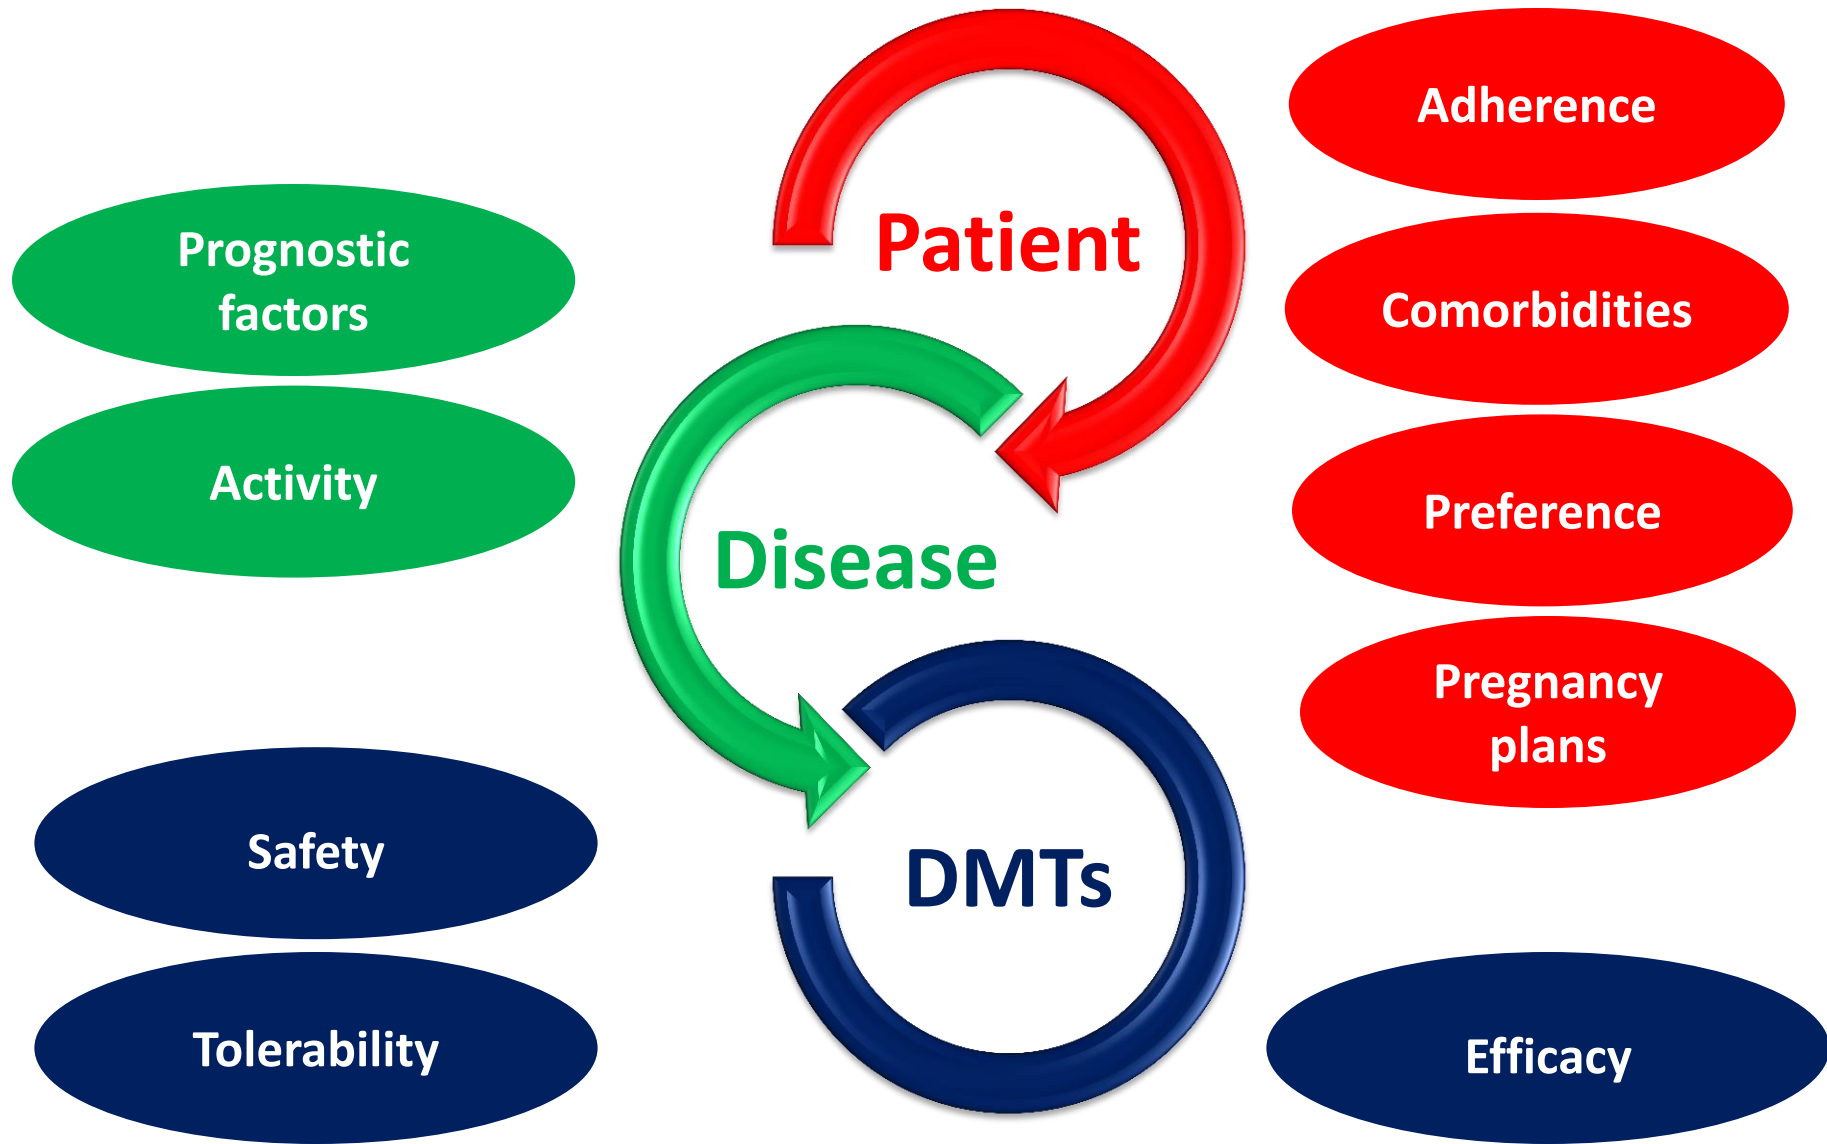 Patient
Adherence
Comorbidities
Preference
Pregnancy
plans
Disease
Prognostic
factors
Activity
DMTs
Safety
Tolerability
Efficacy